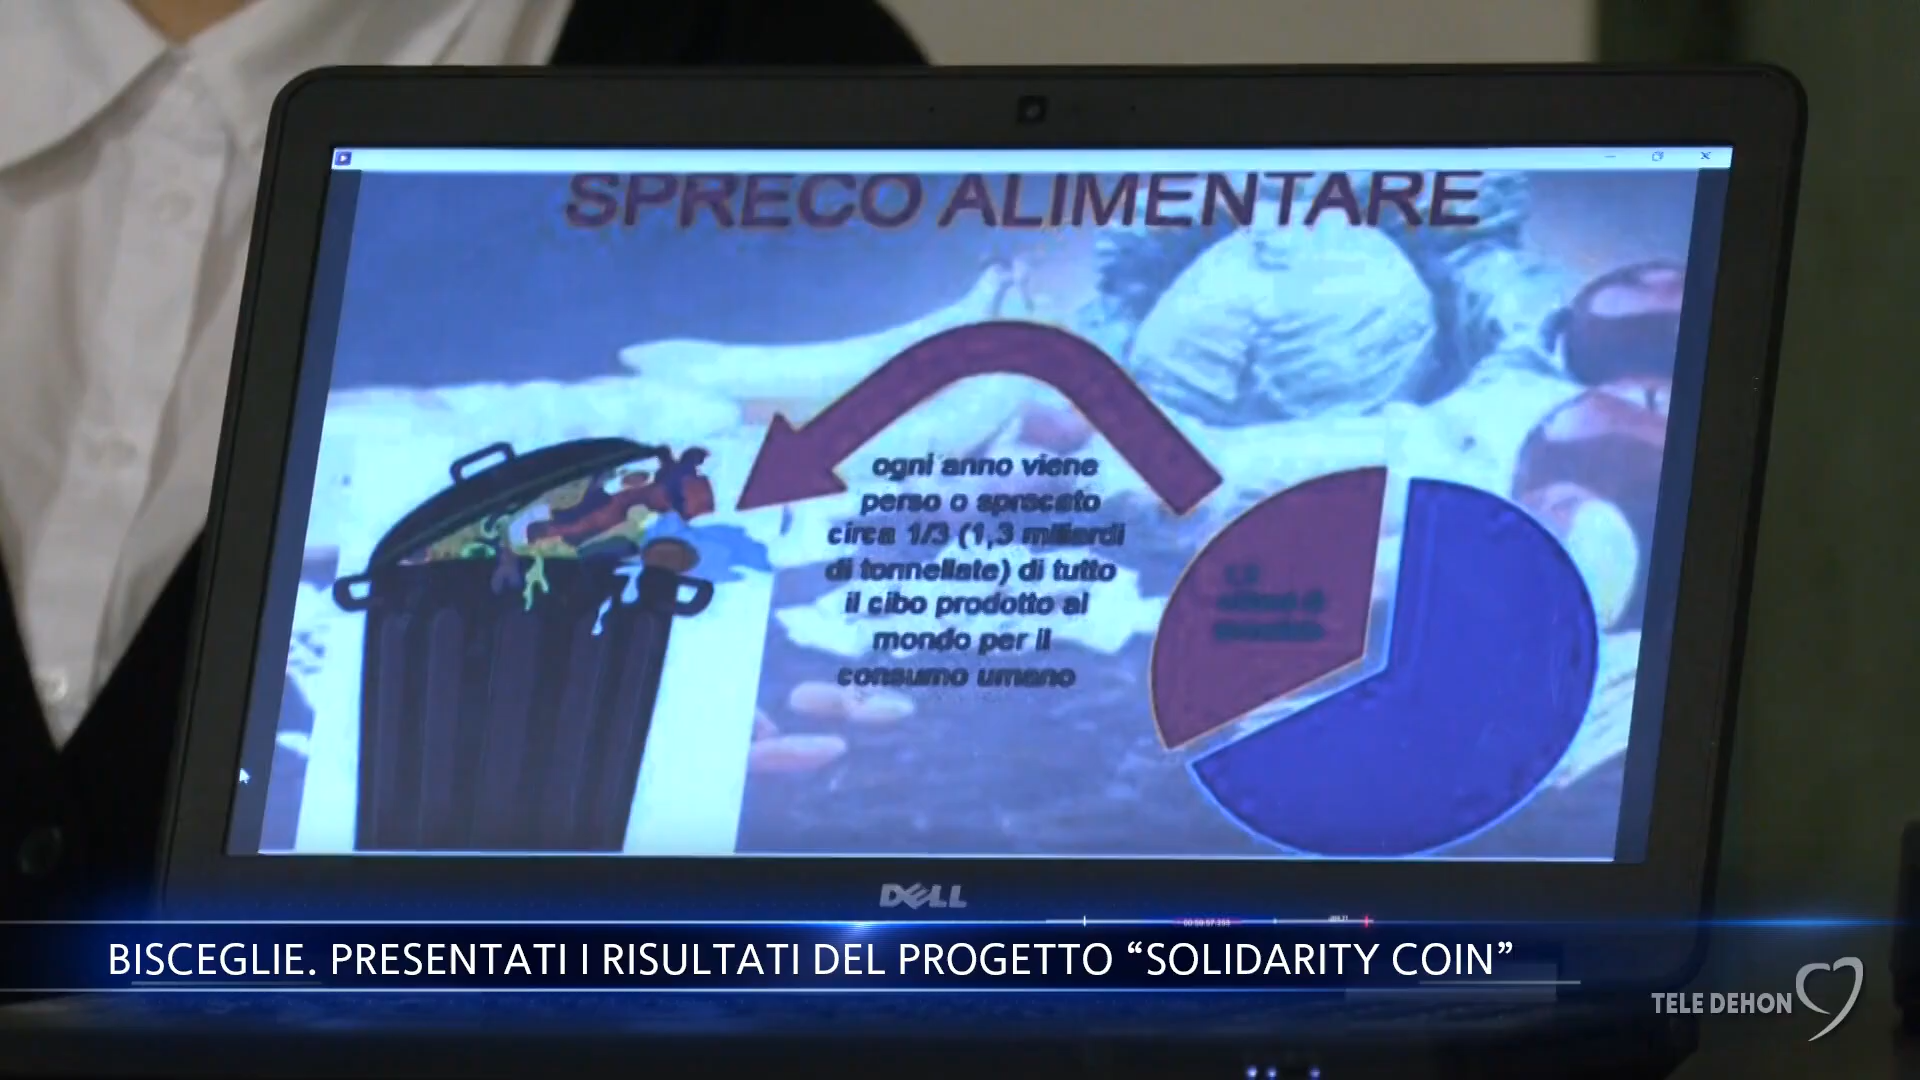 SPRECO ALIMENTARE
ogni anno viene
perso o sprecato
circa 1/3 (1,3 miliardi
di tonnellate) di tutto
il cibo prodotto al
mondo per il
consumo umano
DELL
BISCEGLIE. PRESENTATI I RISULTATI DEL PROGETTO “SOLIDARITY COIN”
TELE DEHON